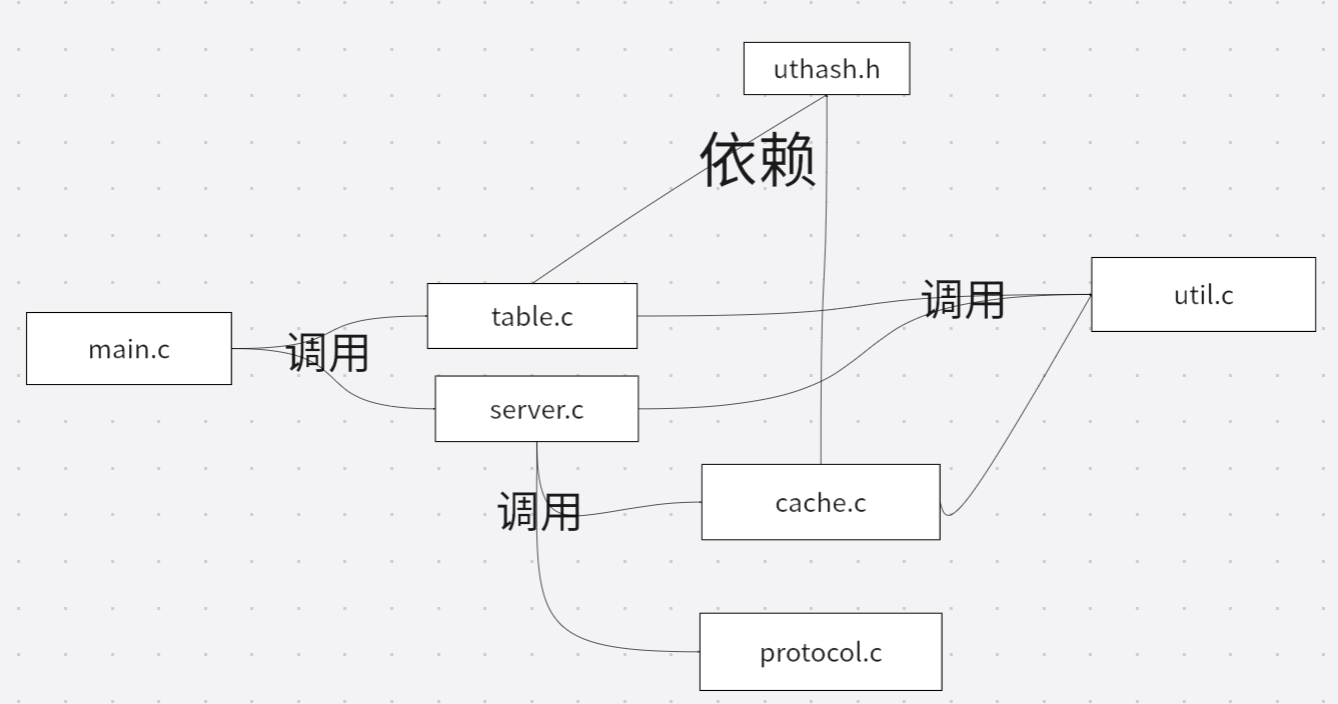 uthash.h
依赖
调用
util.c
table.c
main.c
调用
server.c
调用
cache.c
protocol.c